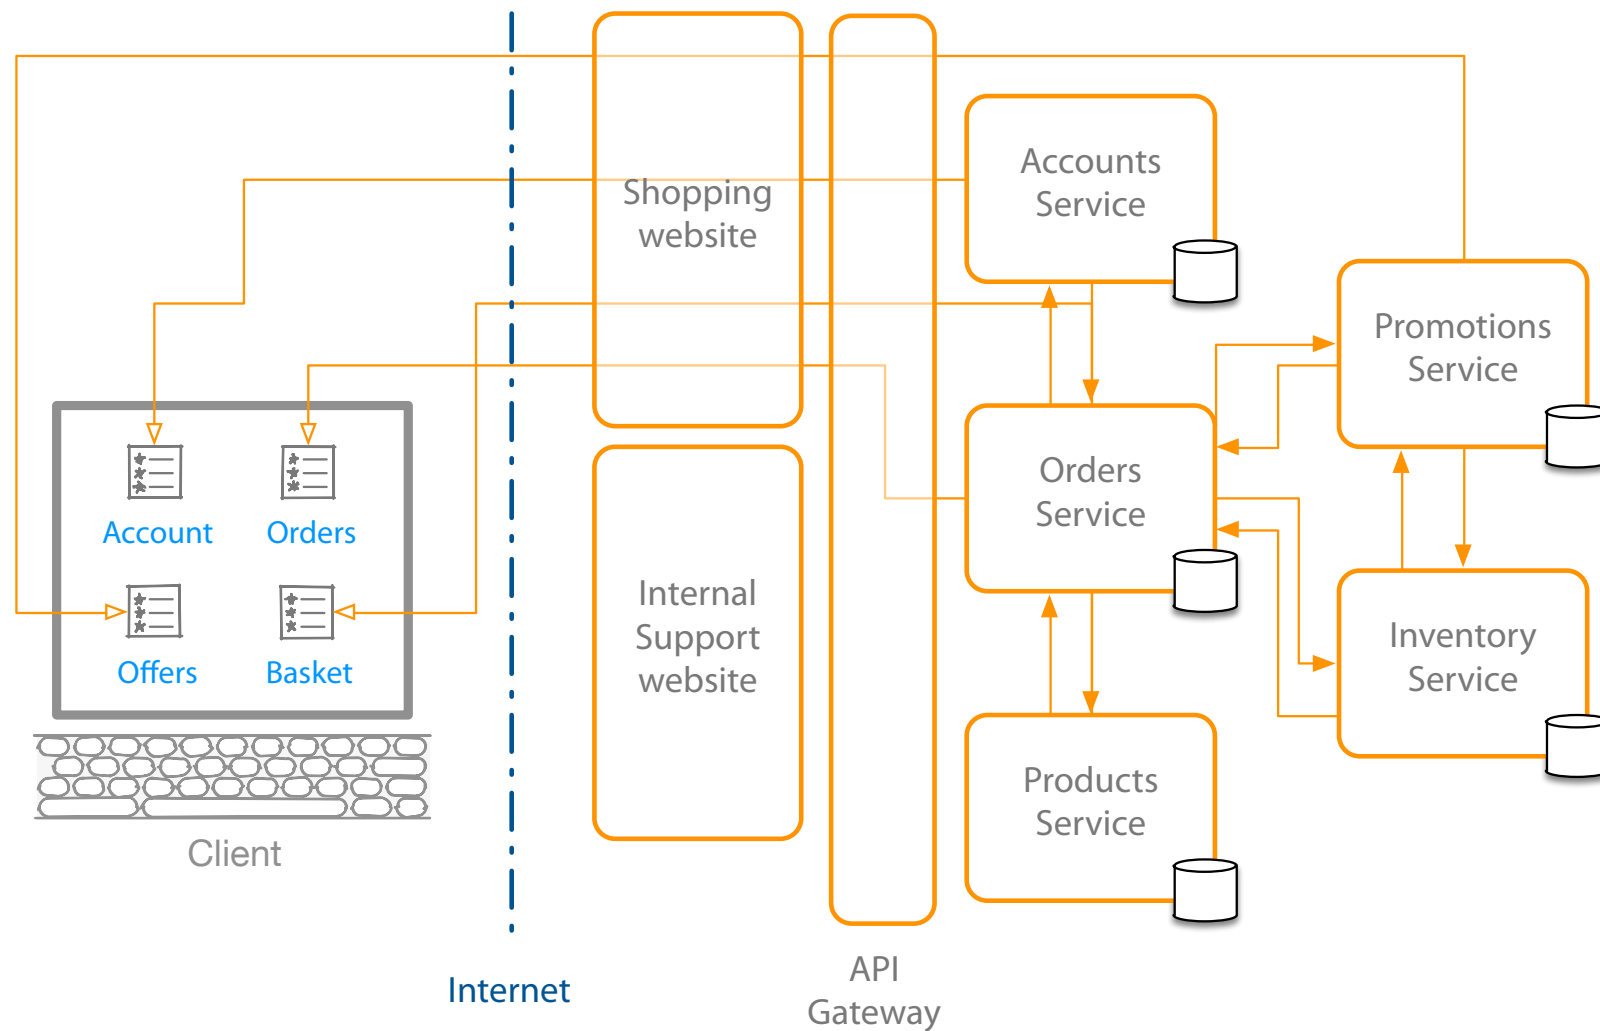 Accounts
Service
Shopping
website
Promotions
Service
Orders
Service
Account
Orders
Internal
Support
website
Inventory
Service
Offers
Basket
Products
Service
Client
API
Gateway
Internet